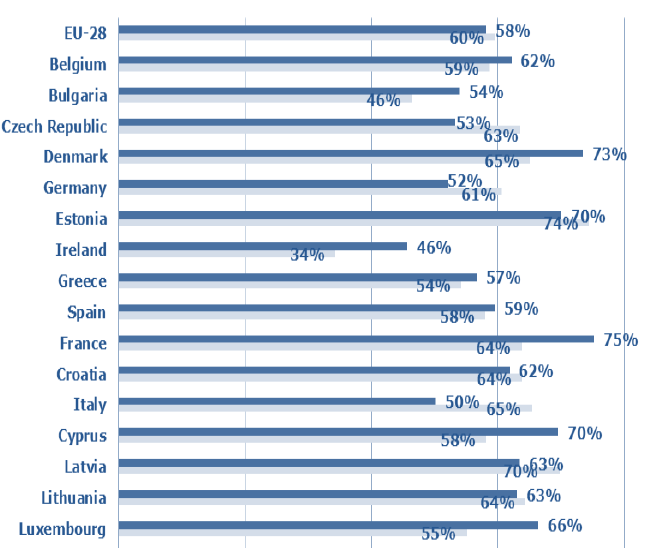 EU-28 58%
60%
Belgium 62%
59%
Bulgaria 54%
46%
Czech Republic 53%
63%
Denmark 73%
65%
Germany 52%
61%
Estonia 70%
74%
Ireland 46%
34%
Greece 57%
54%
Spain 59%
58%
France 75%
64%
Croatia 62%
64%
Italy 50%
65%
Cyprus 70%
58%
Latvia 63%
70%
Lithuania 63%
64%
Luxembourg 66%
55%